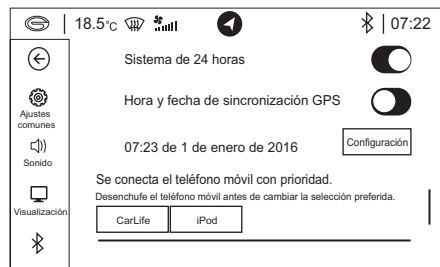 18.5°C 07:22
Sistema de 24 horas
Hora y fecha de sincronización GPS
Ajustes
comunes
07:23 de 1 de enero de 2016 Configuración
Sonido
Se conecta el teléfono móvil con prioridad.
Desenchufe el teléfono móvil antes de cambiar la selección preferida.
Visualización
CarLife iPod